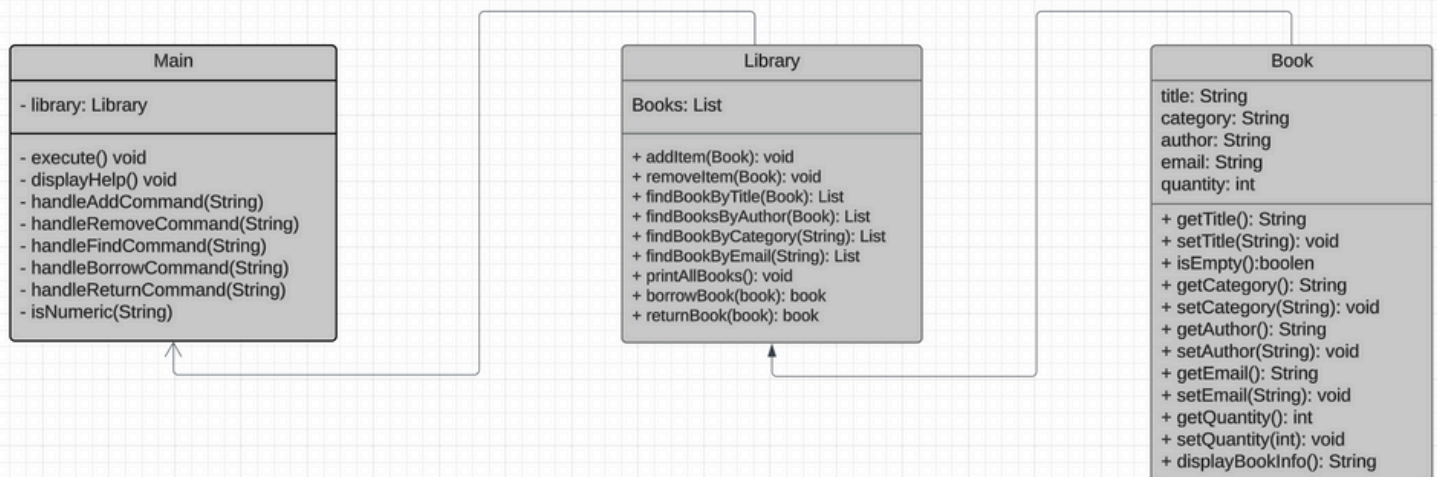 Main
- library: Library
- execute() void
- displayHelp() void
- handleAddCommand(String)
- handleRemoveCommand(String)
- handleFindCommand(String)
- handleBorrowCommand(String)
- handleReturnCommand(String)
- isNumeric(String)
Library
Books: List
+ addItem(Book): void
+ removeItem(Book): void
+ findBookByTitle(Book): List
+ findBooksByAuthor(Book): List
+ findBookByCategory(String): List
+ findBookByEmail(String): List
+ printAllBooks(): void
+ borrowBook(book): book
+ returnBook(book): book
Book
title: String
category: String
author: String
email: String
quantity: int
+ getTitle(): String
+ setTitle(String): void
+ isEmpty():boolen
+ getCategory(): String
+ setCategory(String): void
+ getAuthor(): String
+ setAuthor(String): void
+ getEmail(): String
+ setEmail(String): void
+ getQuantity(): int
+ setQuantity(int): void
+ displayBookInfo(): String